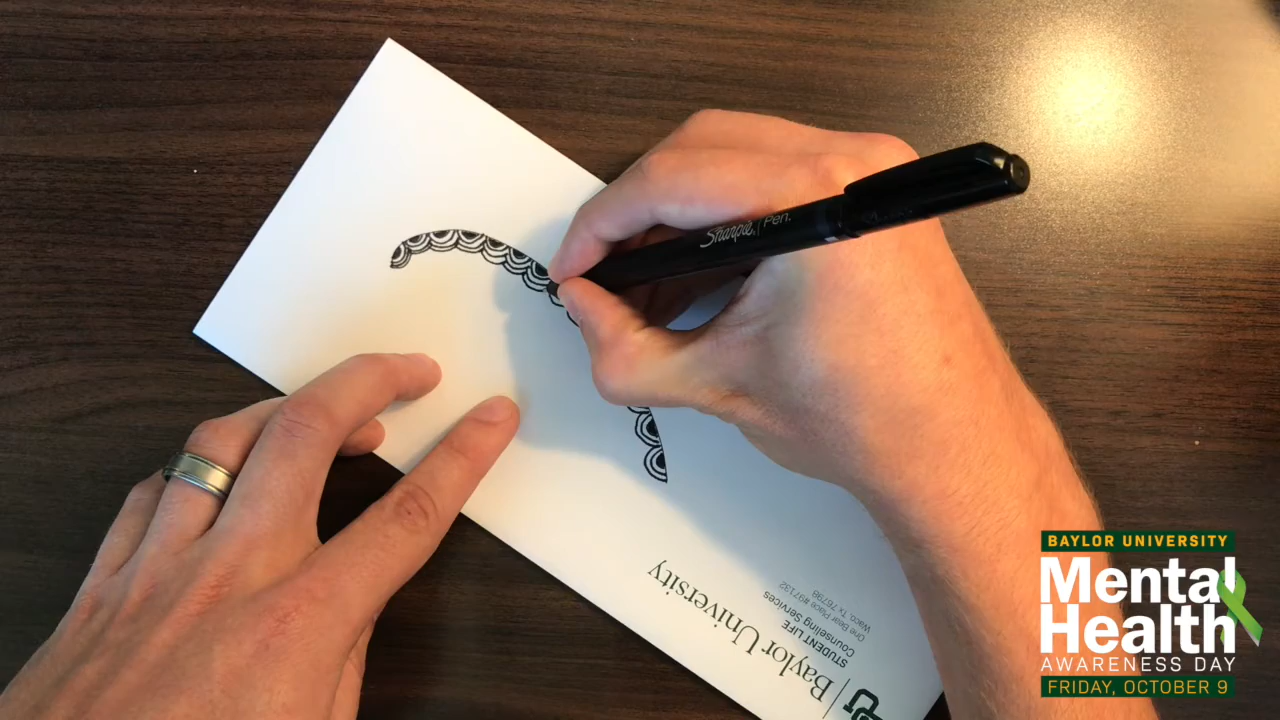 Sharpie. Pen.
Baylor University
STUDENT LIFE
Counseling Services
One Bear Place #97132
Waco, Tx 76798
BAYLOR UNIVERSITY
Mental
Health
AWARENESS DAY
FRIDAY, OCTOBER 9